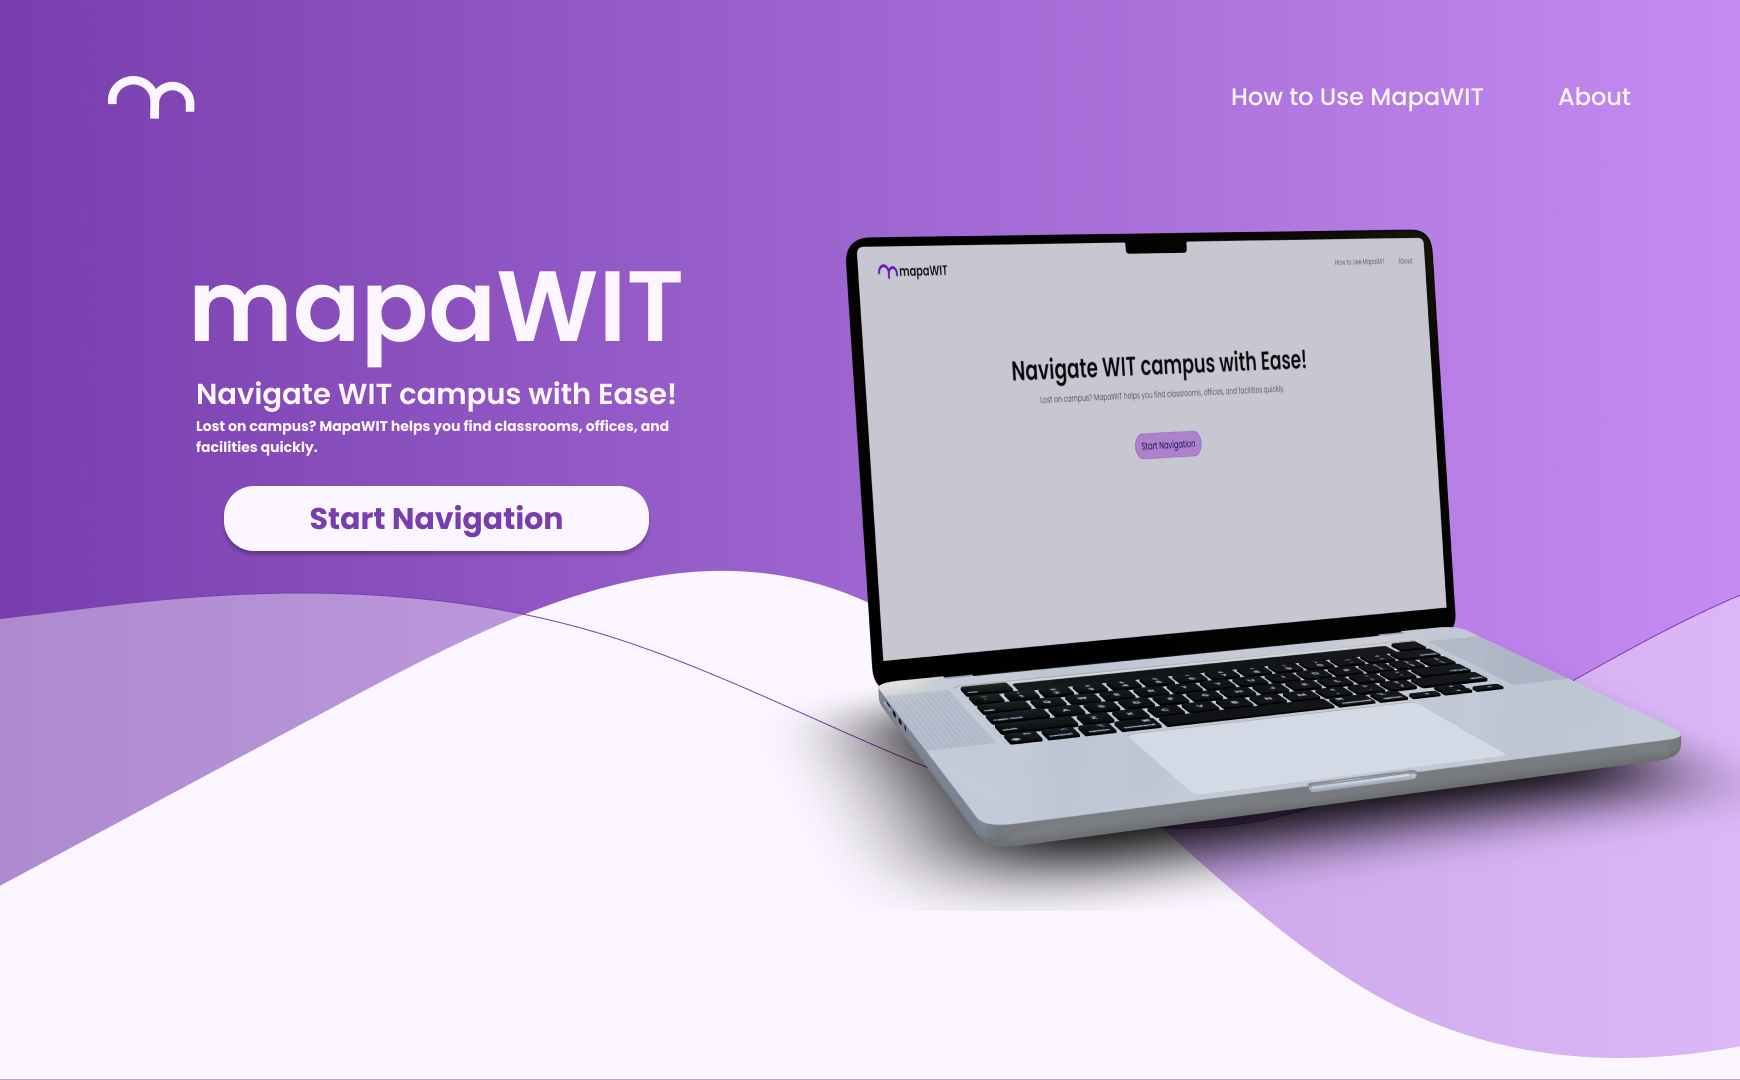 How to Use MapaWIT
About
mapaWIT
Navigate WIT campus with Ease!
Lost on campus? MapaWIT helps you find classrooms, offices, and
facilities quickly.
Start Navigation
mapaWIT
How to Use MapaWIT
About
Navigate WIT campus with Ease!
Lost on campus? MapaWIT helps you find classrooms, offices, and facilities quickly.
Start Navigation